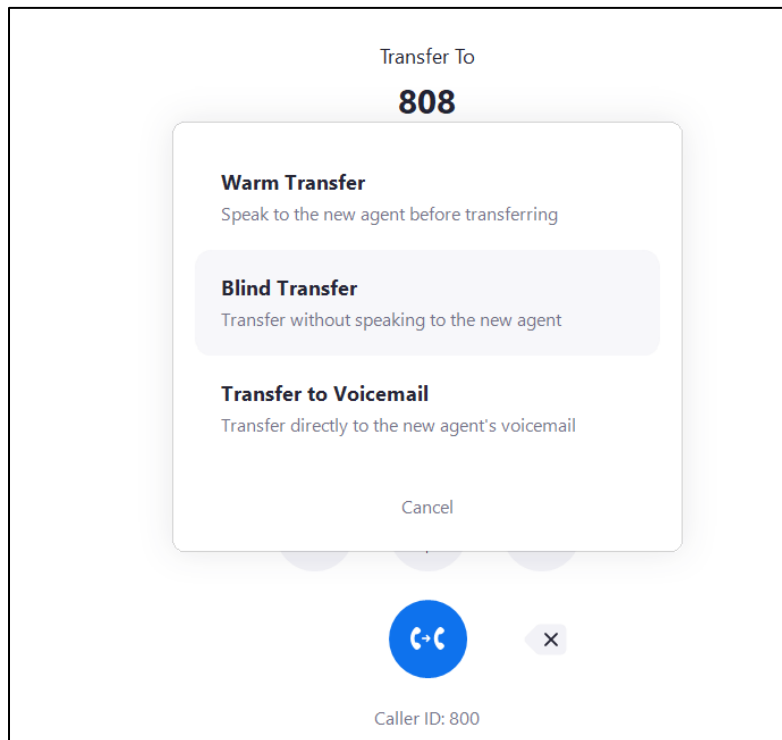 Transfer To
808
Warm Transfer
Speak to the new agent before transferring
Blind Transfer
Transfer without speaking to the new agent
Transfer to Voicemail
Transfer directly to the new agent's voicemail
Cancel
Caller ID: 800